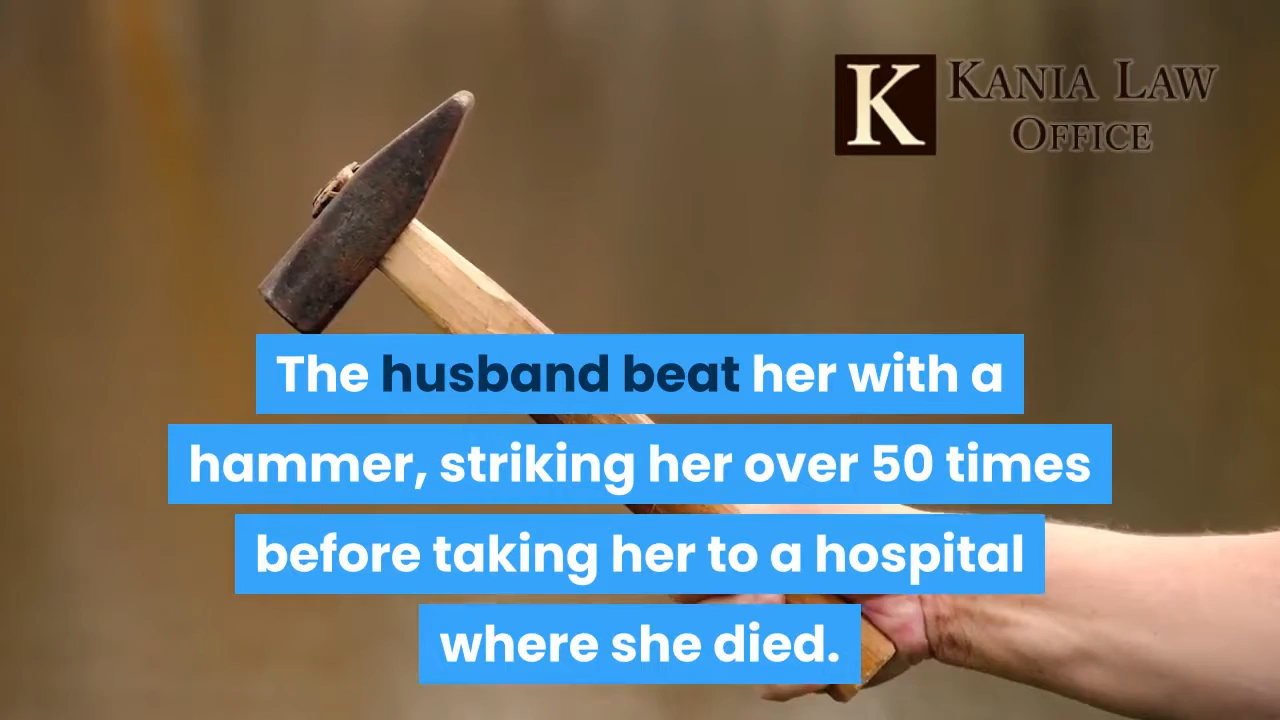 K
KANIA LAW
OFFICE
The husband beat her with a
hammer, striking her over 50 times
before taking her to a hospital
where she died.